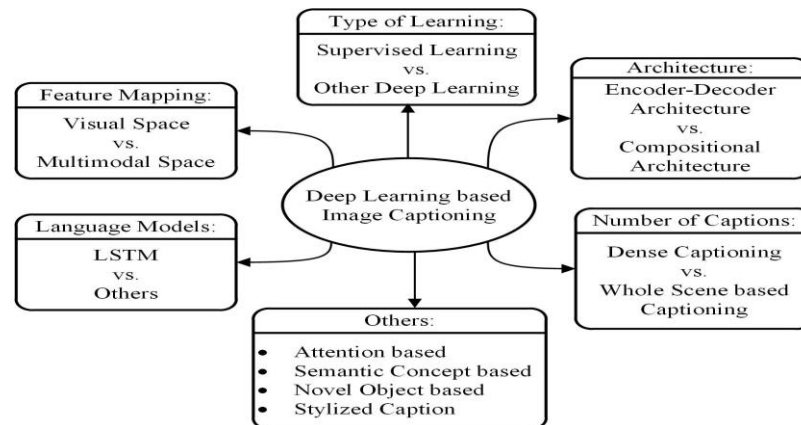 Type of Learning:
Supervised Learning
vs.
Other Deep Learning
Feature Mapping:
Visual Space
vs.
Multimodal Space
Architecture:
Encoder-Decoder
Architecture
vs.
Compositional
Architecture
Deep Learning based
Image Captioning
Language Models:
LSTM
vs.
Others
Number of Captions:
Dense Captioning
vs.
Whole Scene based
Captioning
Others:
• Attention based
• Semantic Concept based
• Novel Object based
• Stylized Caption